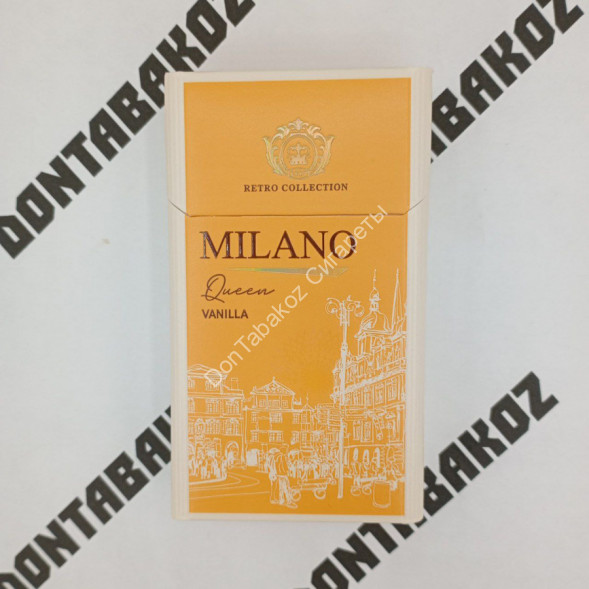 DONTABAKOZ
DONTABAKOZ
RETRO COLLECTION
MILANO
Queen
VANILLA
DonTabakoz Сигареты
DONTABAKOZ
DONTABAKOZ